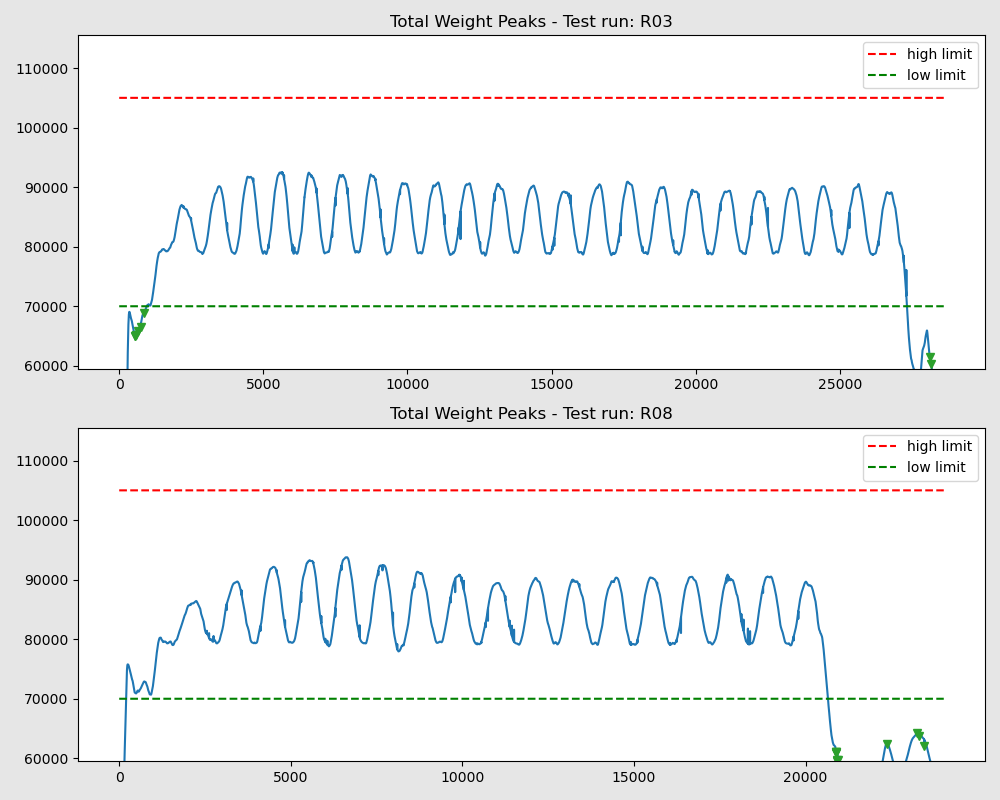 Total Weight Peaks - Test run: R03
high limit
low limit
110000
100000
90000
80000
70000
60000
0 5000 10000 15000 20000 25000
Total Weight Peaks - Test run: R08
high limit
low limit
110000
100000
90000
80000
70000
60000
0 5000 10000 15000 20000